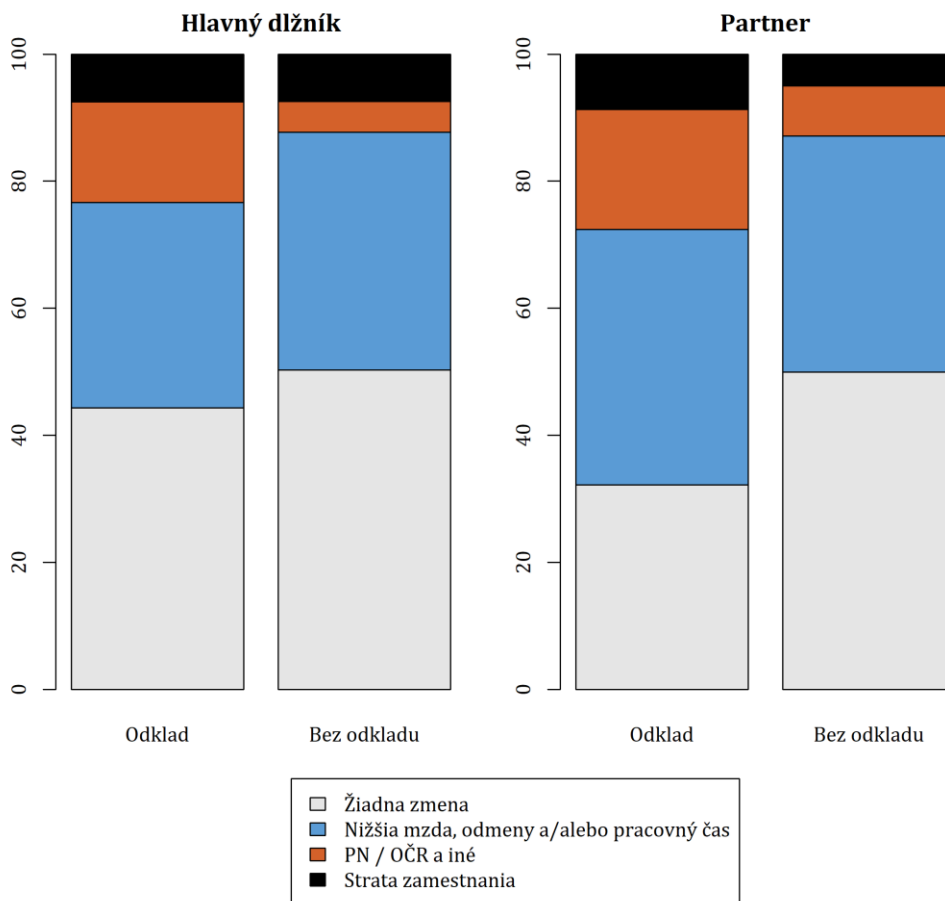 Hlavný dlžník
Partner
100
80
60
40
20
0
100
80
60
40
20
0
Odklad
Bez odkladu
Odklad
Bez odkladu
Žiadna zmena
Nižšia mzda, odmeny a/alebo pracovný čas
PN / OČR a iné
Strata zamestnania